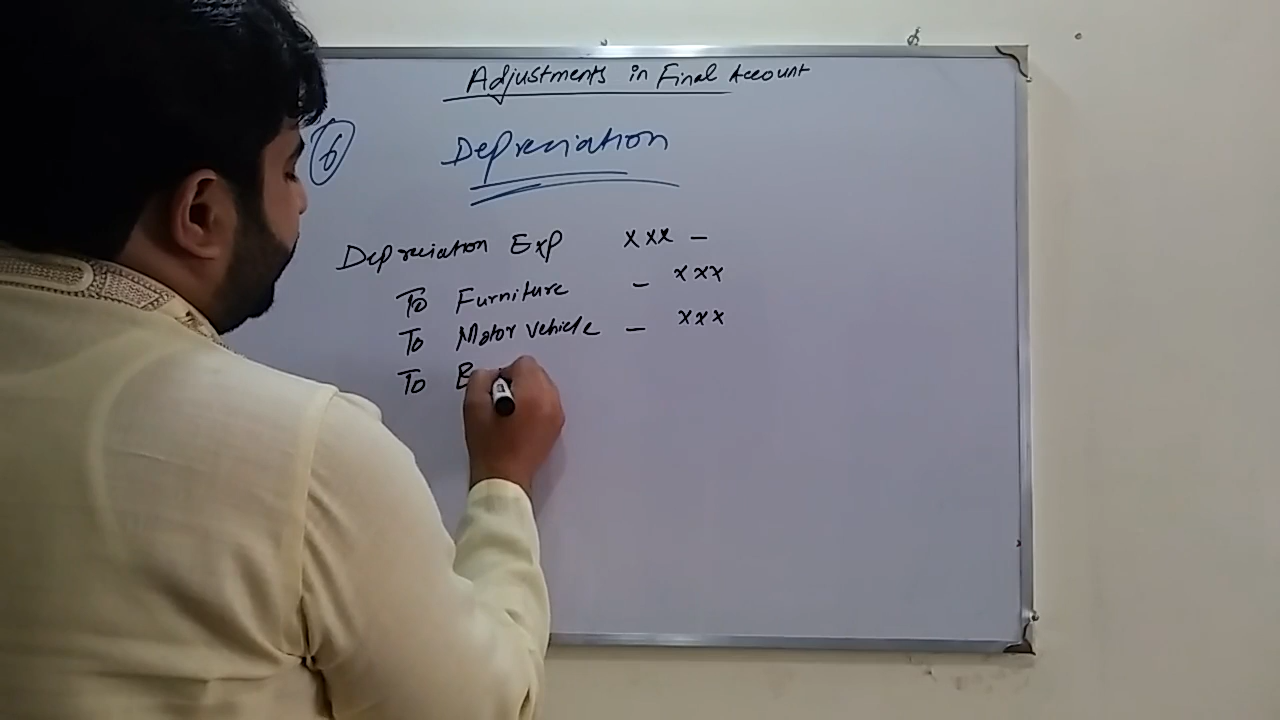 Adjustments in Final Account
6
Depreciation
Depreciation Exp xxx -
To Furniture - xxx
To Motor Vehicle - xxx
To